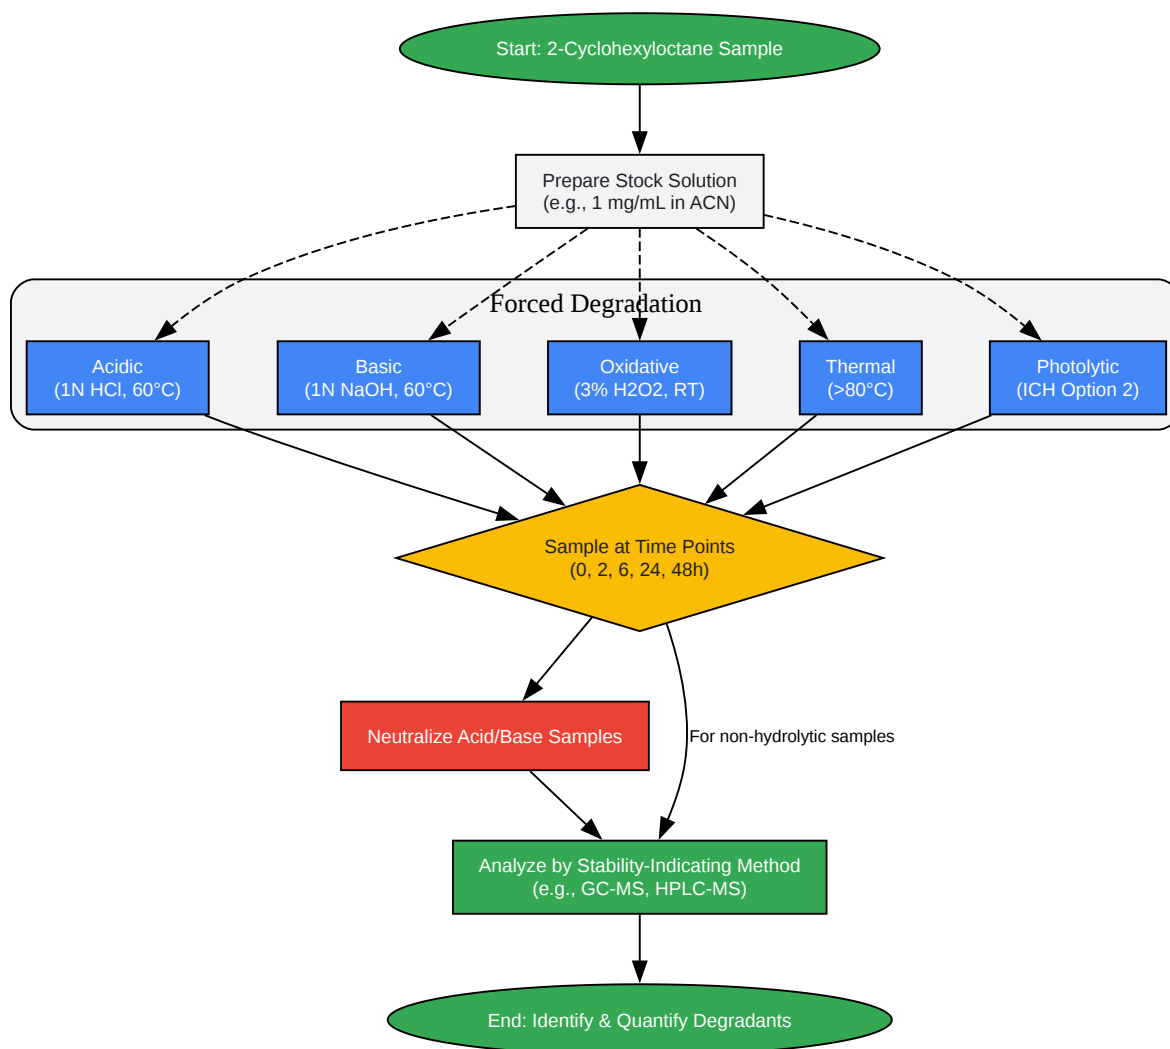 Start: 2-Cyclohexyloctane Sample
Prepare Stock Solution
(e.g., 1 mg/mL in ACN)
Forced Degradation
Acidic
(1N HCl, 60°C)
Basic
(1N NaOH, 60°C)
Oxidative
(3% H2O2, RT)
Thermal
(>80°C)
Photolytic
(ICH Option 2)
Sample at Time Points
(0, 2, 6, 24, 48h)
Neutralize Acid/Base Samples
For non-hydrolytic samples
Analyze by Stability-Indicating Method
(e.g., GC-MS, HPLC-MS)
End: Identify & Quantify Degradants